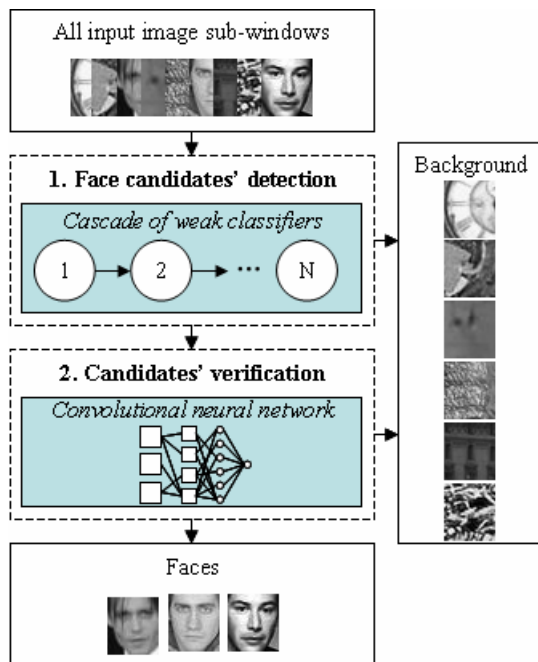 All input image sub-windows
1. Face candidates' detection
Cascade of weak classifiers
1
2
...
N
Background
2. Candidates' verification
Convolutional neural network
Faces